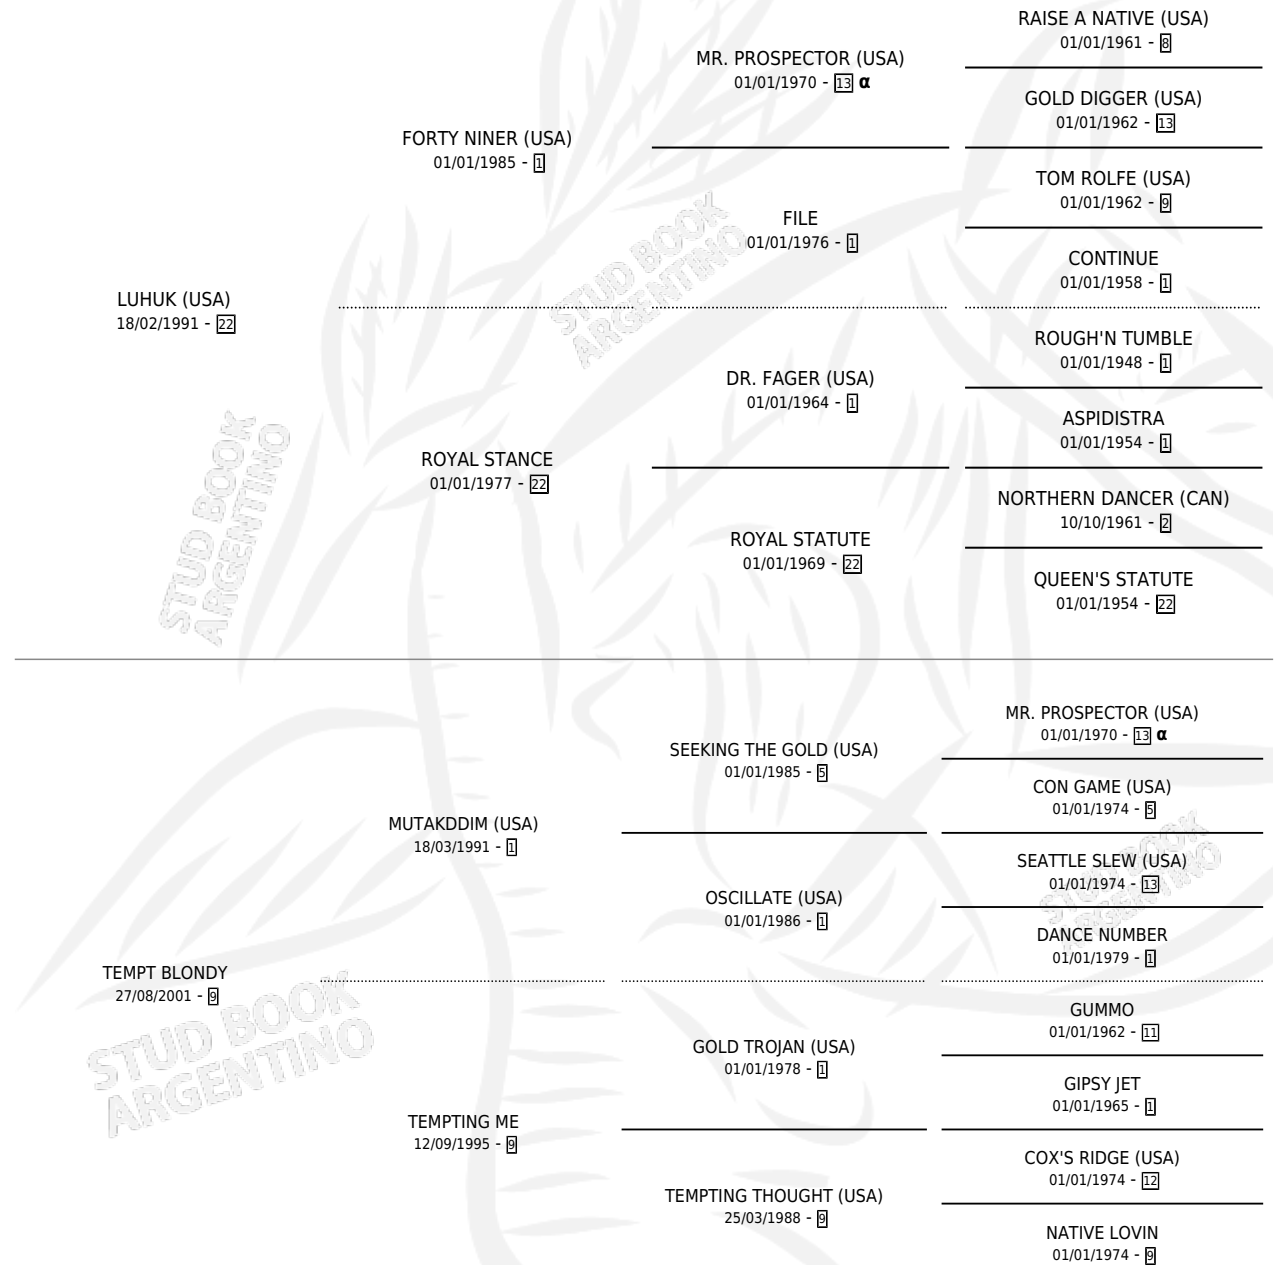 RAISE A NATIVE (USA)
01/01/1961 - 8
MR. PROSPECTOR (USA)
01/01/1970 - 13 α
GOLD DIGGER (USA)
01/01/1962 - 13
FORTY NINER (USA)
01/01/1985 - 1
TOM ROLFE (USA)
01/01/1962 - 9
FILE
01/01/1976 - 1
CONTINUE
01/01/1958 - 1
LUHUK (USA)
18/02/1991 - 22
ROUGH'N TUMBLE
01/01/1948 - 1
DR. FAGER (USA)
01/01/1964 - 1
ASPIDISTRA
01/01/1954 - 1
ROYAL STANCE
01/01/1977 - 22
NORTHERN DANCER (CAN)
10/10/1961 - 2
ROYAL STATUTE
01/01/1969 - 22
QUEEN'S STATUTE
01/01/1954 - 22
STUD BOOK
ARGENTINO
STUD BOOK
ARGENTINO
MR. PROSPECTOR (USA)
01/01/1970 - 13 α
SEEKING THE GOLD (USA)
01/01/1985 - 5
CON GAME (USA)
01/01/1974 - 5
MUTAKDDIM (USA)
18/03/1991 - 1
SEATTLE SLEW (USA)
01/01/1974 - 13
OSCILLATE (USA)
01/01/1986 - 1
DANCE NUMBER
01/01/1979 - 1
TEMPT BLONDY
27/08/2001 - 9
GUMMO
01/01/1962 - 11
GOLD TROJAN (USA)
01/01/1978 - 1
GIPSY JET
01/01/1965 - 1
TEMPTING ME
12/09/1995 - 9
COX'S RIDGE (USA)
01/01/1974 - 12
TEMPTING THOUGHT (USA)
25/03/1988 - 9
NATIVE LOVIN
01/01/1974 - 9
STUD BOOK
ARGENTINO
STUD BOOK
ARGENTINO